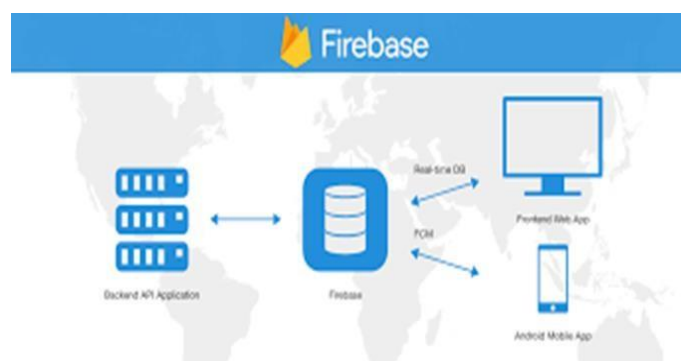 Firebase
Real-time DB
Frontend Web App
FCM
Backend API Application
Firebase
Android Mobile App